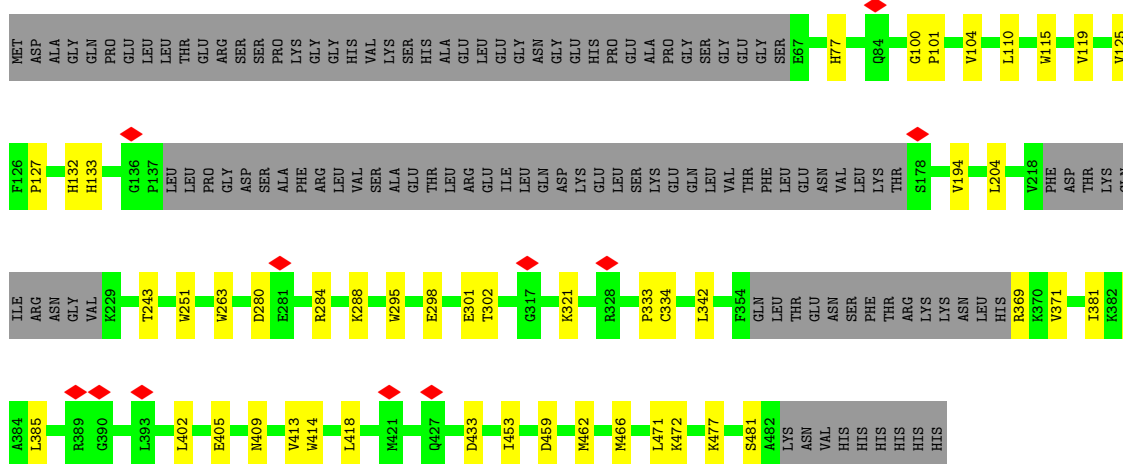 MET ASP ALA GLY GLN PRO GLU LEU LEU THR GLU ARG SER SER PRO LYS GLY GLY HIS VAL LYS SER HIS ALA GLU LEU GLU GLY ASN GLY GLU HIS PRO GLU ALA PRO GLY SER GLY GLU GLY SER E67 H77 Q84 G100 P101 V104 L110 W115 V119 V125
F126 P127 H132 H133 G136 P137 LEU LEU PRO GLY ASP SER ALA PHE ARG LEU VAL SER ALA GLU THR LEU ARG GLU ILE LEU GLN ASP LYS GLU LEU SER LYS GLU GLN LEU VAL THR PHE LEU GLU ASN VAL LEU LYS THR S178 V194 L204 V218 PHE ASP THR LYS GLN
ILE ARG ASN GLY VAL K229 T243 W251 W263 D280 E281 R284 K288 W295 E298 E301 T302 G317 K321 R328 P333 C334 L342 F354 GLN LEU THR GLU ASN SER PHE THR ARG LYS LYS ASN LEU HIS R369 K370 V371 I381 K382
A384 L385 R389 G390 L393 L402 E405 N409 V413 W414 L418 M421 Q427 D433 I453 D459 M462 M466 L471 K472 K477 S481 A482 LYS ASN VAL HIS HIS HIS HIS HIS HIS